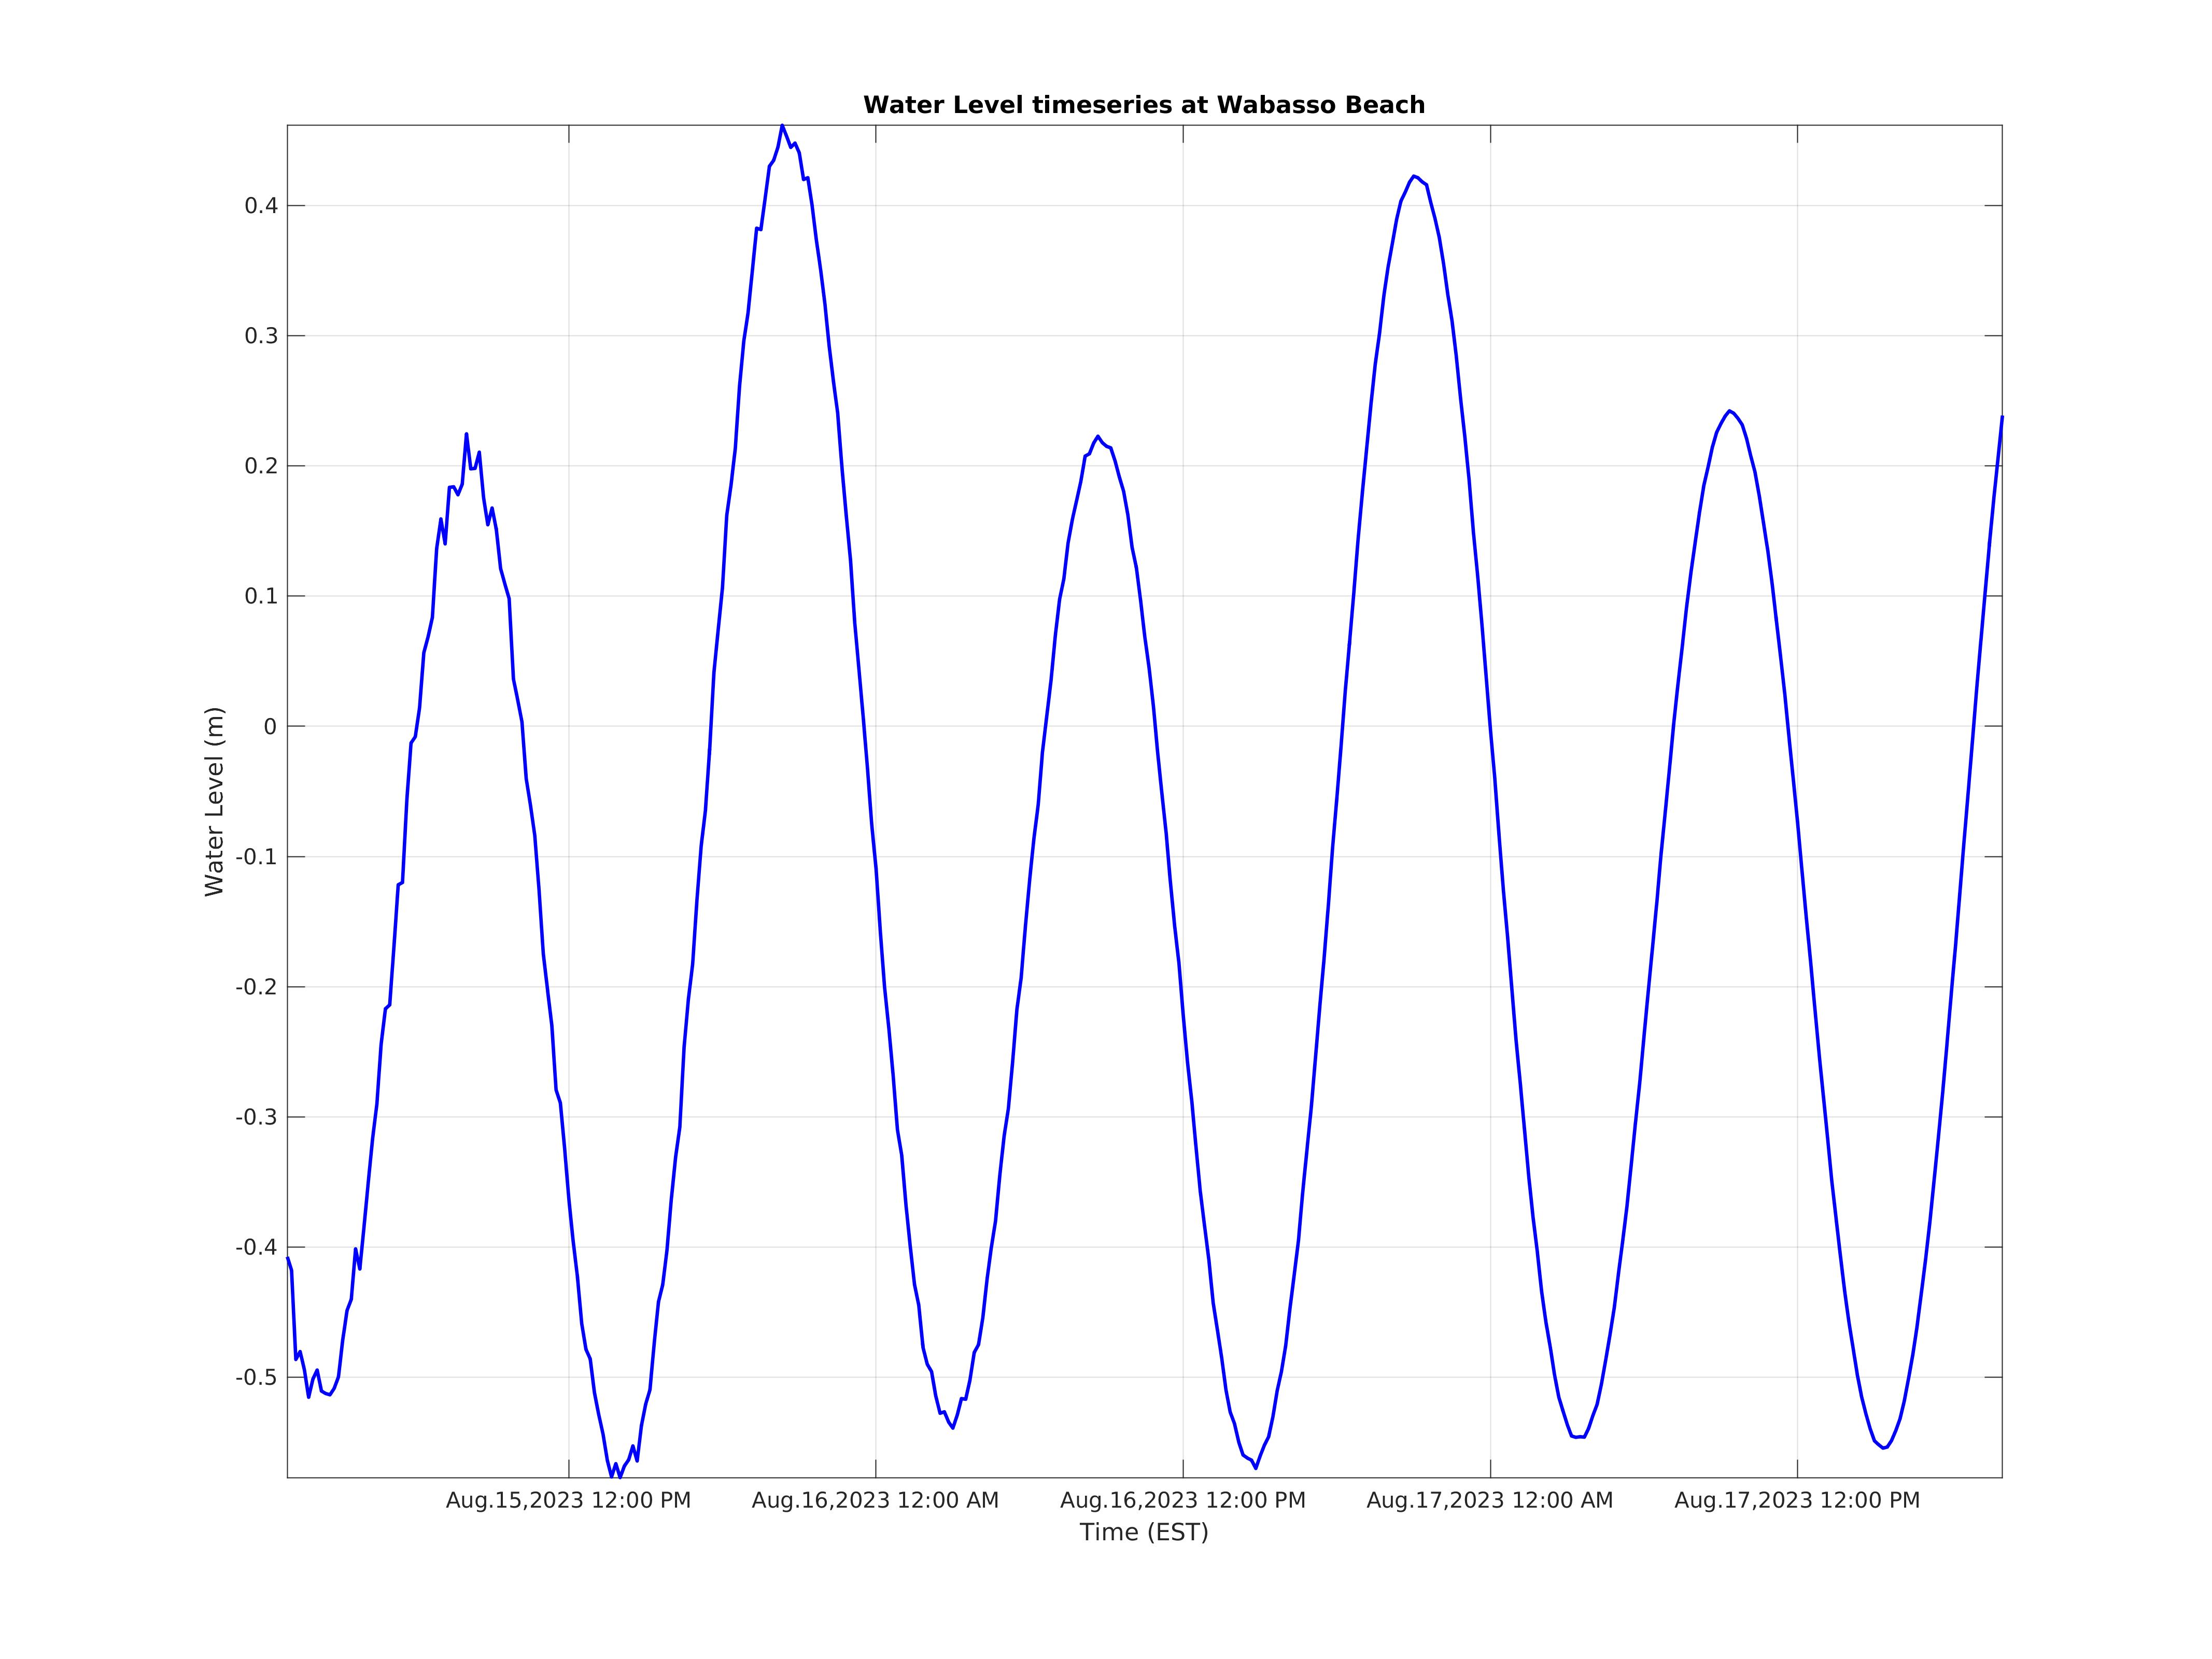 Water Level timeseries at Wabasso Beach
Water Level (m)
0.4
0.3
0.2
0.1
0
-0.1
-0.2
-0.3
-0.4
-0.5
Aug.15,2023 12:00 PM
Aug.16,2023 12:00 AM
Aug.16,2023 12:00 PM
Aug.17,2023 12:00 AM
Aug.17,2023 12:00 PM
Time (EST)